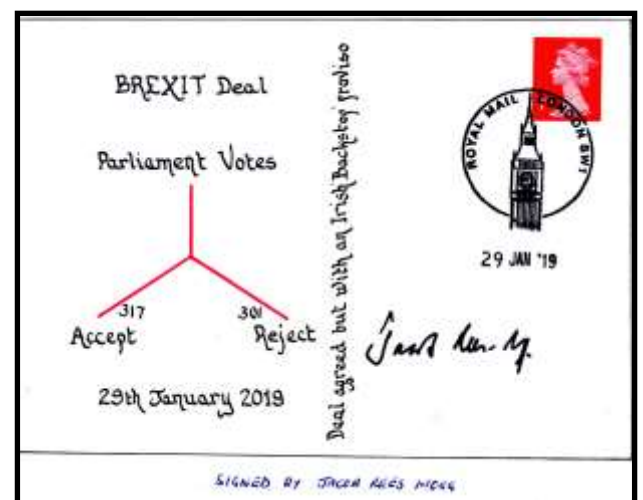 BREXIT Deal
Parliament Votes
317
301
Accept
Reject
29th January 2019
Deal agreed but with an Irish Backstop proviso
ROYAL MAIL LONDON SW1
29 JAN '19
SIGNED BY JACOB REES MOGG